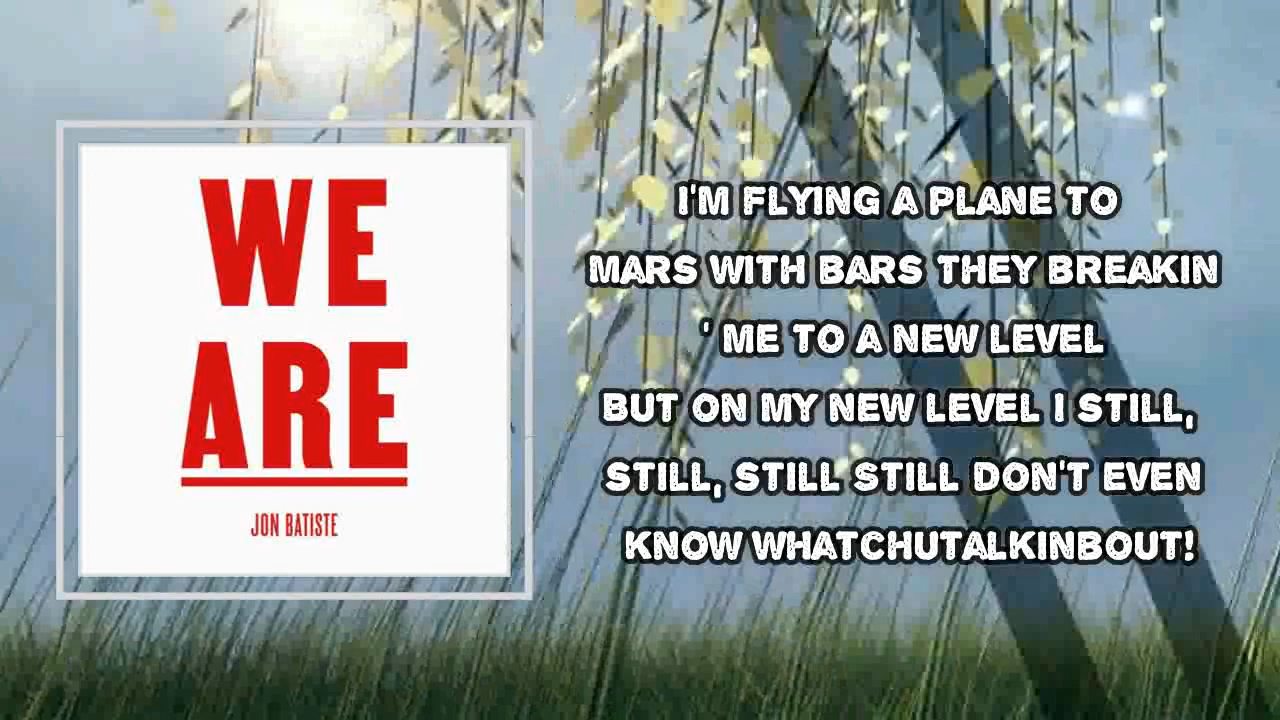 WE
ARE
JON BATISTE
I'M FLYING A PLANE TO
MARS WITH BARS THEY BREAKIN
' ME TO A NEW LEVEL
BUT ON MY NEW LEVEL I STILL,
STILL, STILL STILL DON'T EVEN
KNOW WHATCHUTALKINBOUT!